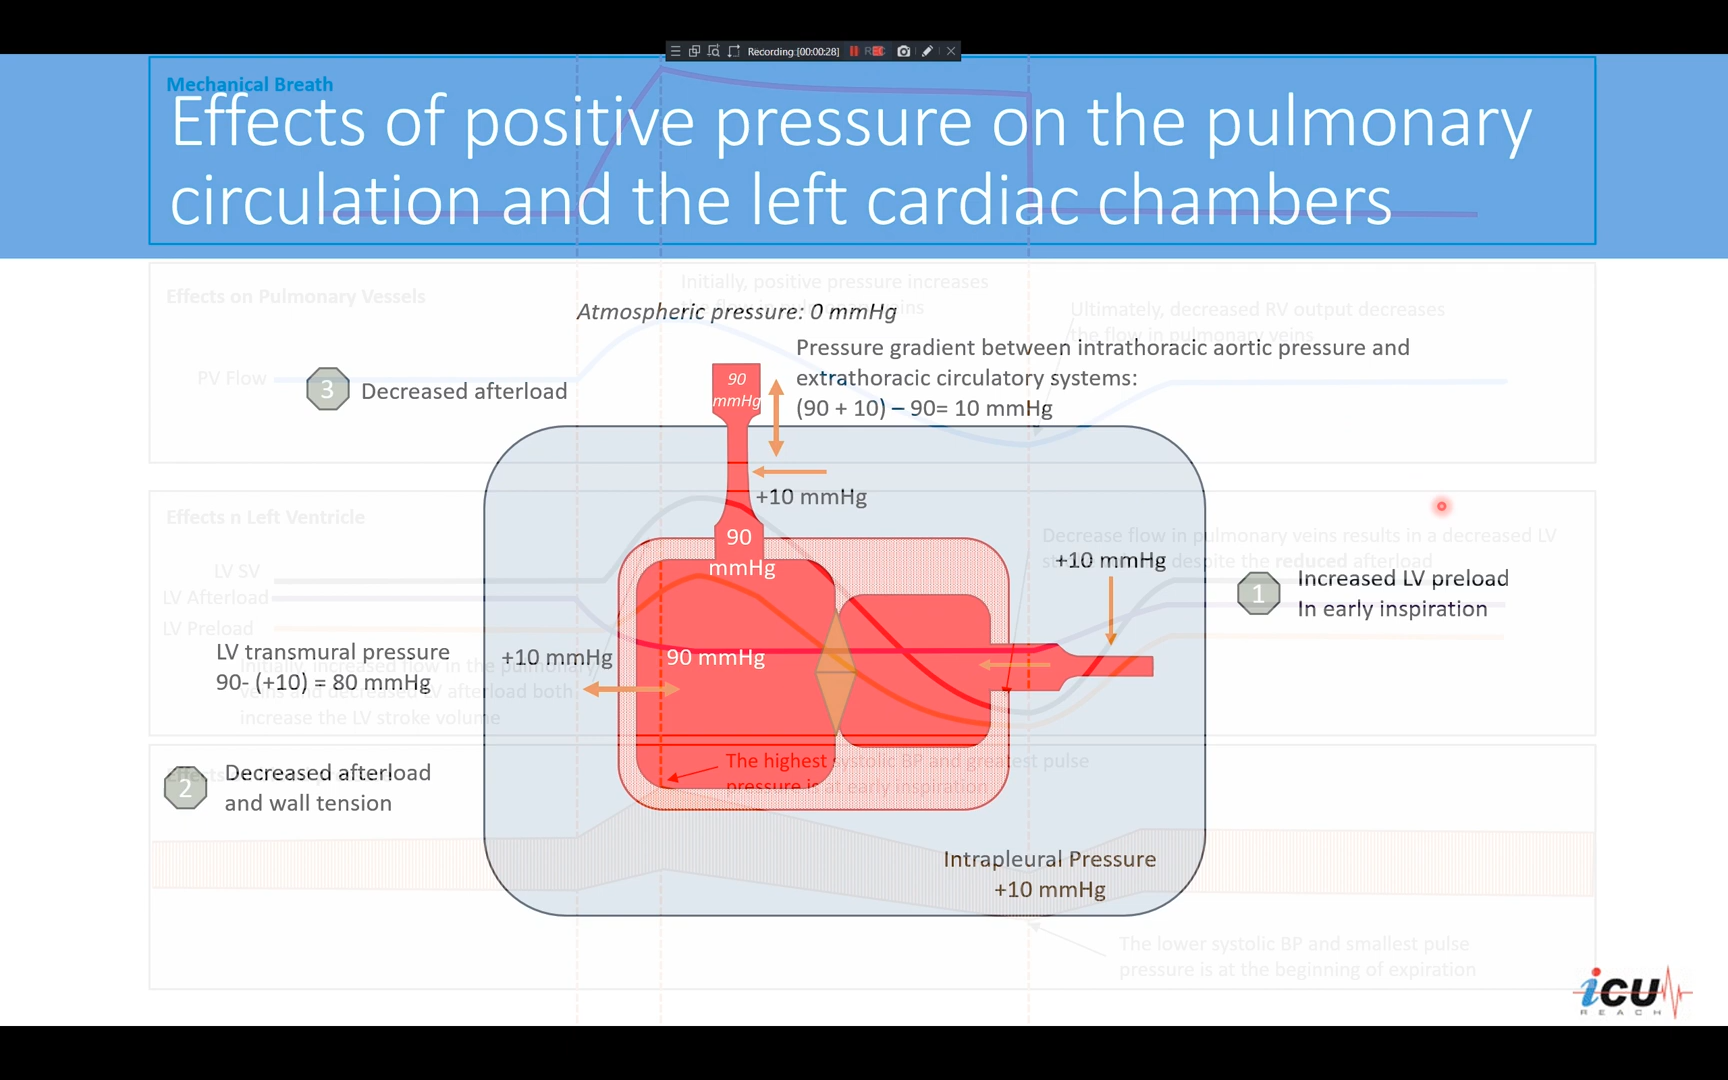 Recording:[00:00:28]
REC
Mechanical Breath
Effects of positive pressure on the pulmonary
circulation and the left cardiac chambers
Effects on Pulmonary Vessels
Initially, positive pressure increases
the flow in pulmonary veins
Atmospheric pressure: 0 mmHg
Ultimately, decreased RV output decreases
the flow in pulmonary veins
Pressure gradient between intrathoracic aortic pressure and
extrathoracic circulatory systems:
(90 + 10) – 90= 10 mmHg
PV Flow
3
Decreased afterload
90
mmHg
+10 mmHg
Effects n Left Ventricle
90
mmHg
Decrease flow in pulmonary veins results in a decreased LV
despite the reduced afterload
+10 mmHg
LV SV
LV Afterload
LV Preload
1
Increased LV preload
In early inspiration
LV transmural pressure
90- (+10) = 80 mmHg
+10 mmHg
90 mmHg
Initially, increased flow in the pulmonary
veins and decreased LV afterload both
increase the LV stroke volume
2
Decreased afterload
and wall tension
The highest systolic BP and greatest pulse
pressure is at early inspiration
Intrapleural Pressure
+10 mmHg
The lower systolic BP and smallest pulse
pressure is at the beginning of expiration
iCU
REACH